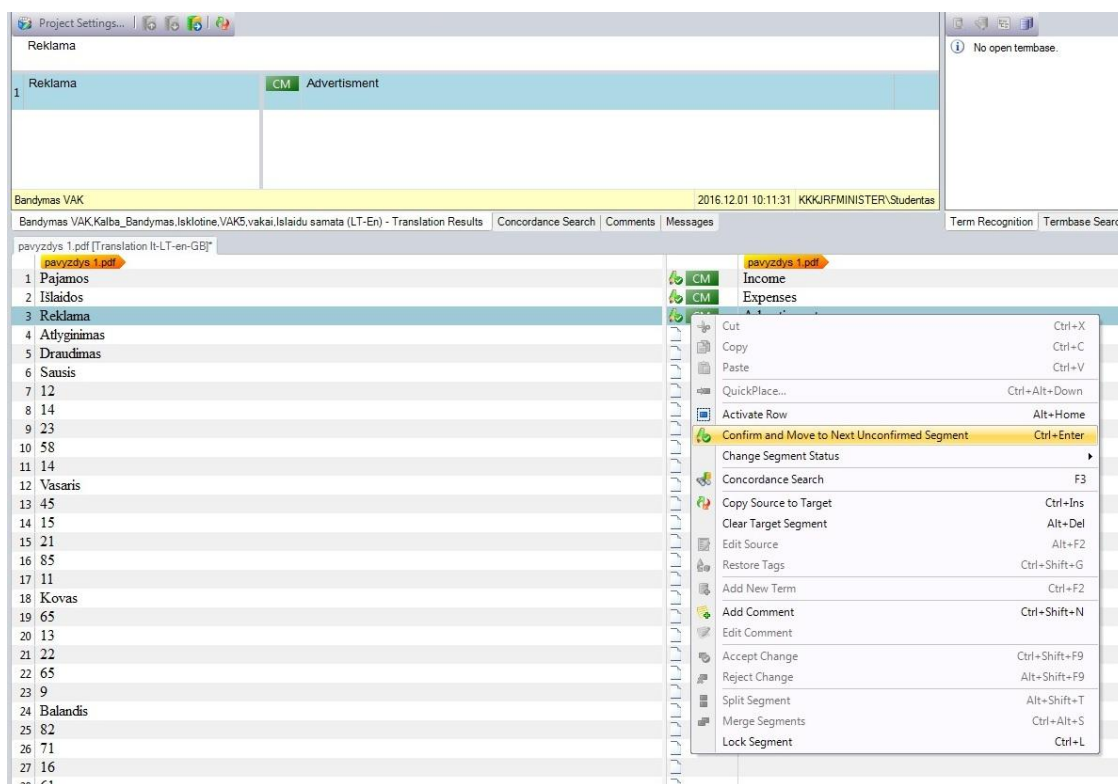 Project Settings...
Reklama
No open termbase.
1 Reklama CM Advertisment
Bandymas VAK 2016.12.01 10:11:31 KKKJRFMINISTER\Studentas
Bandymas VAK,Kalba_Bandymas,Isklotine,VAK5,vakai,Islaidu samata (LT-En) - Translation Results Concordance Search Comments Messages Term Recognition Termbase Searc
pavyzdys 1.pdf [Translation lt-LT-en-GB]*
pavyzdys 1.pdf pavyzdys 1.pdf
1 Pajamos CM Income
2 Išlaidos CM Expenses
3 Reklama
4 Atlyginimas
5 Draudimas
6 Sausis
7 12
8 14
9 23
10 58
11 14
12 Vasaris
13 45
14 15
15 21
16 85
17 11
18 Kovas
19 65
20 13
21 22
22 65
23 9
24 Balandis
25 82
26 71
27 16
Cut Ctrl+X
Copy Ctrl+C
Paste Ctrl+V
QuickPlace... Ctrl+Alt+Down
Activate Row Alt+Home
Confirm and Move to Next Unconfirmed Segment Ctrl+Enter
Change Segment Status
Concordance Search F3
Copy Source to Target Ctrl+Ins
Clear Target Segment Alt+Del
Edit Source Alt+F2
Restore Tags Ctrl+Shift+G
Add New Term Ctrl+F2
Add Comment Ctrl+Shift+N
Edit Comment
Accept Change Ctrl+Shift+F9
Reject Change Alt+Shift+F9
Split Segment Alt+Shift+T
Merge Segments Ctrl+Alt+S
Lock Segment Ctrl+L